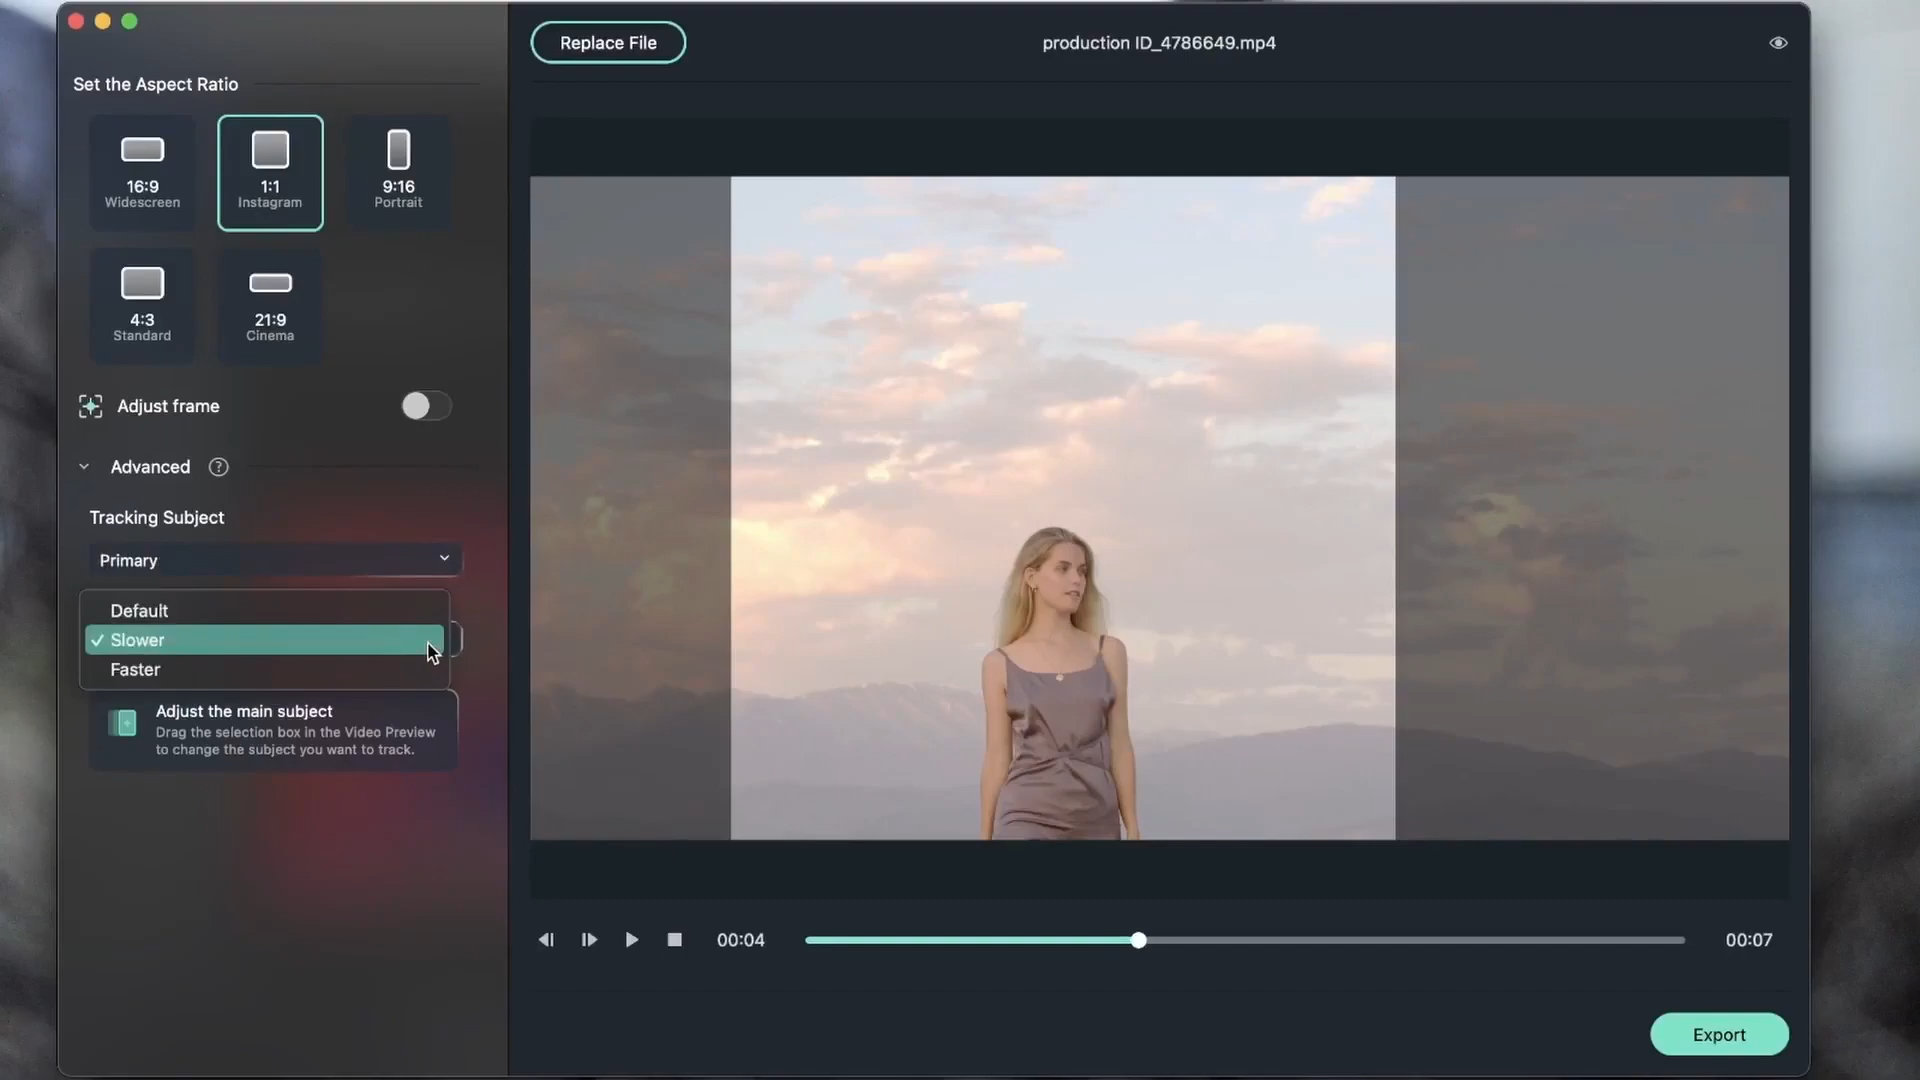 Replace File
production ID_4786649.mp4
Set the Aspect Ratio
16:9
Widescreen
1:1
Instagram
9:16
Portrait
4:3
Standard
21:9
Cinema
Adjust frame
Advanced ?
Tracking Subject
Primary
Default
✓ Slower
Faster
Adjust the main subject
Drag the selection box in the Video Preview
to change the subject you want to track.
00:04
00:07
Export